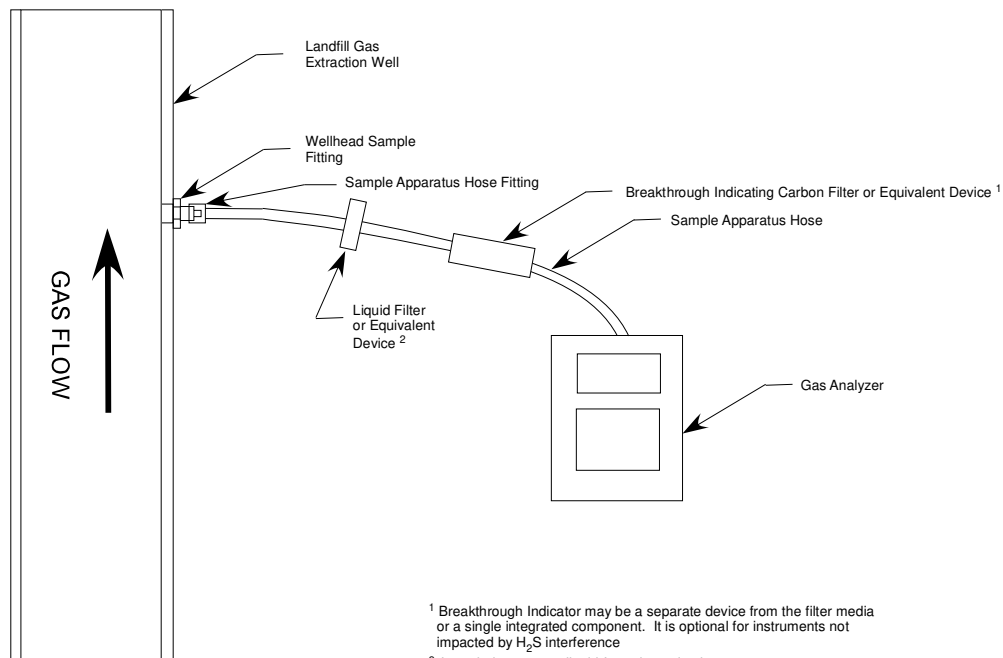 Landfill Gas
Extraction Well
Wellhead Sample
Fitting
Sample Apparatus Hose Fitting
Breakthrough Indicating Carbon Filter or Equivalent Device 1
Sample Apparatus Hose
GAS FLOW
Liquid Filter
or Equivalent
Device 2
Gas Analyzer
1 Breakthrough Indicator may be a separate device from the filter media
or a single integrated component. It is optional for instruments not
impacted by H2S interference